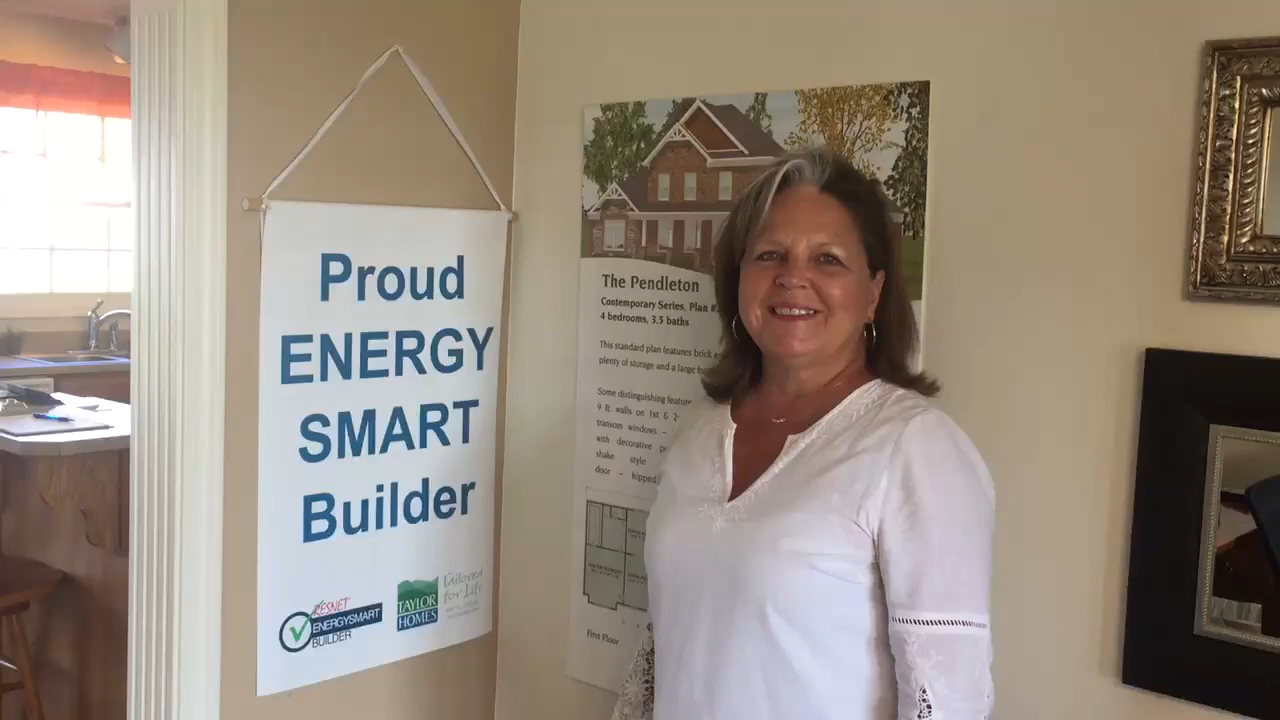 Proud
ENERGY
SMART
Builder
RESNET
ENERGYSMART
BUILDER
TAYLOR
HOMES
Tailored
for Life
The Pendleton
Contemporary Series, Plan #
4 bedrooms, 3.5 baths
This standard plan features brick
plenty of storage and a large
Some distinguishing feature
9 ft. walls on 1st & 2
transom windows –
with decorative
shake style
door – hipped
First Floor